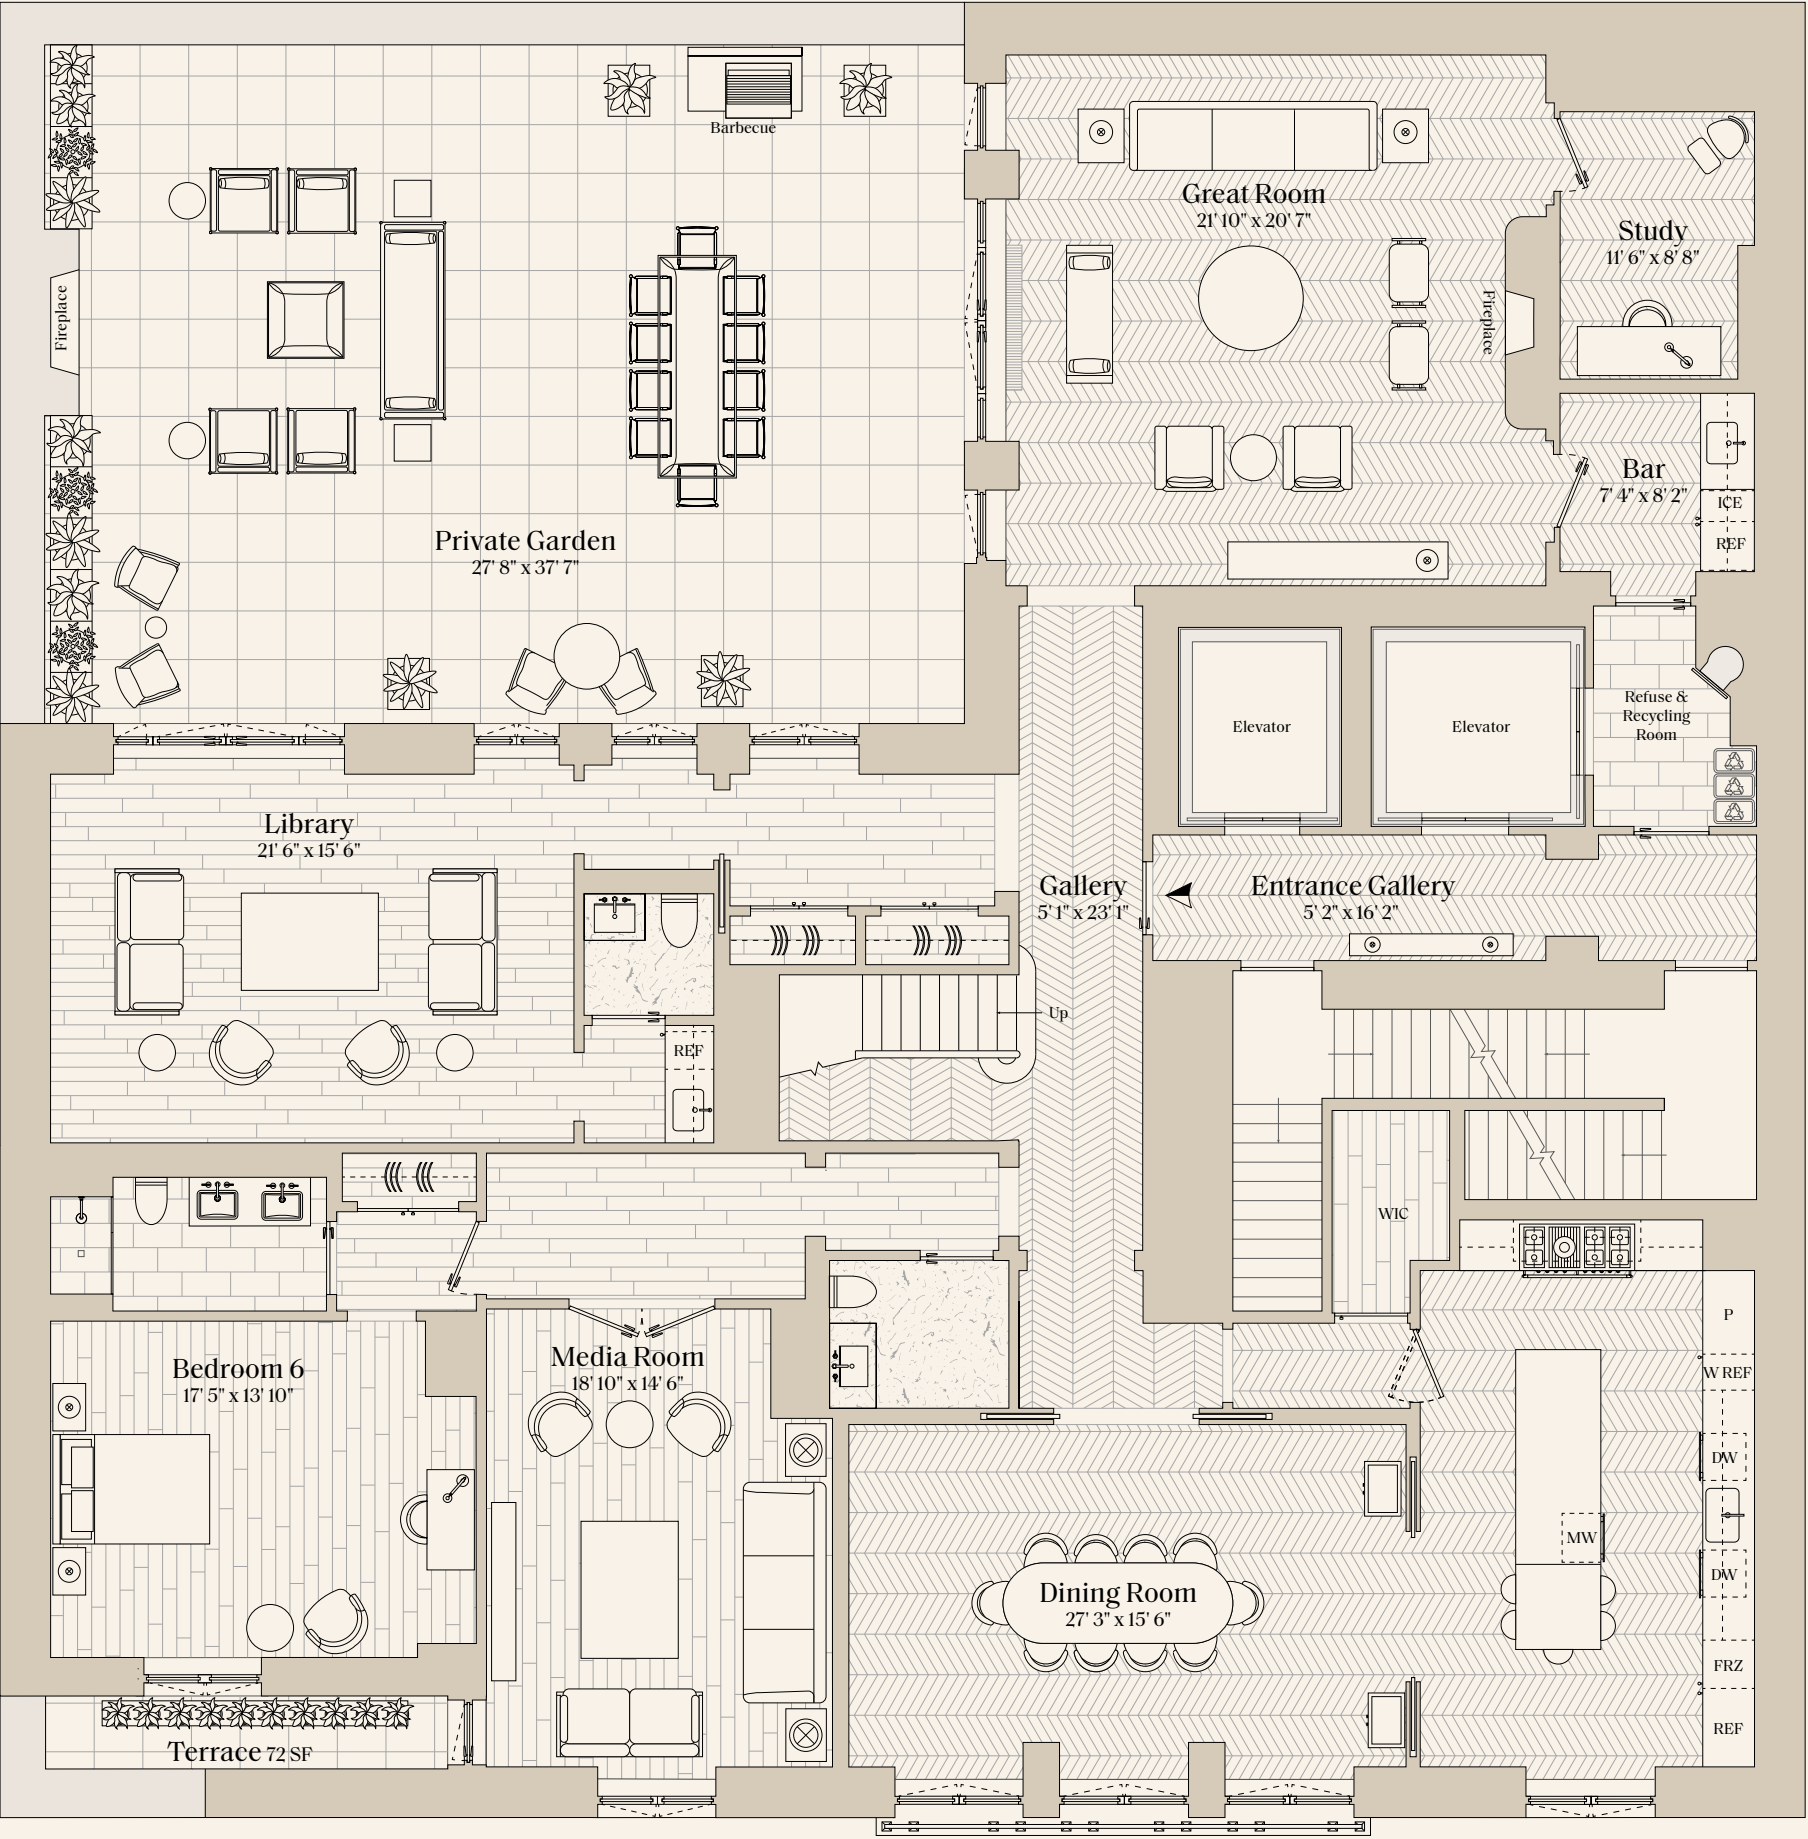 Barbecue
Great Room
21' 10" x 20' 7"
Study
11' 6" x 8' 8"
Fireplace
Fireplace
Bar
7' 4" x 8' 2"
ICE
REF
Private Garden
27' 8" x 37' 7"
Elevator
Elevator
Refuse &
Recycling
Room
Library
21' 6" x 15' 6"
Gallery
5' 1" x 23' 1"
Entrance Gallery
5' 2" x 16' 2"
Up
REF
WIC
P
W REF
Bedroom 6
17' 5" x 13' 10"
Media Room
18' 10" x 14' 6"
DW
MW
DW
Dining Room
27' 3" x 15' 6"
FRZ
REF
Terrace 72 SF